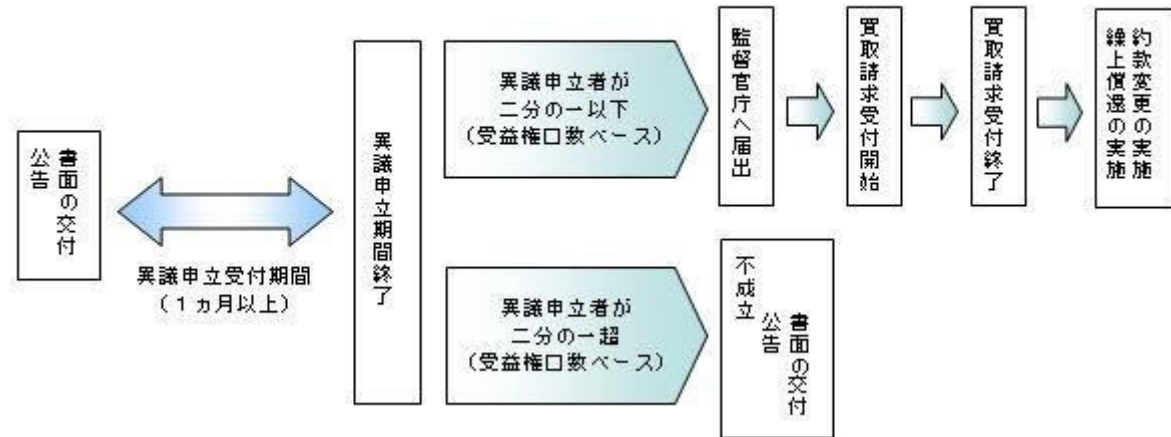 書面の交付
公告
異議申立受付期間
（１ヵ月以上）
異議申立期間終了
異議申立者が
二分の一以下
（受益権口数ベース）
監督官庁へ届出
買取請求受付開始
買取請求受付終了
約款変更の実施
繰上償還の実施
異議申立者が
二分の一超
（受益権口数ベース）
不成立
書面の交付
公告